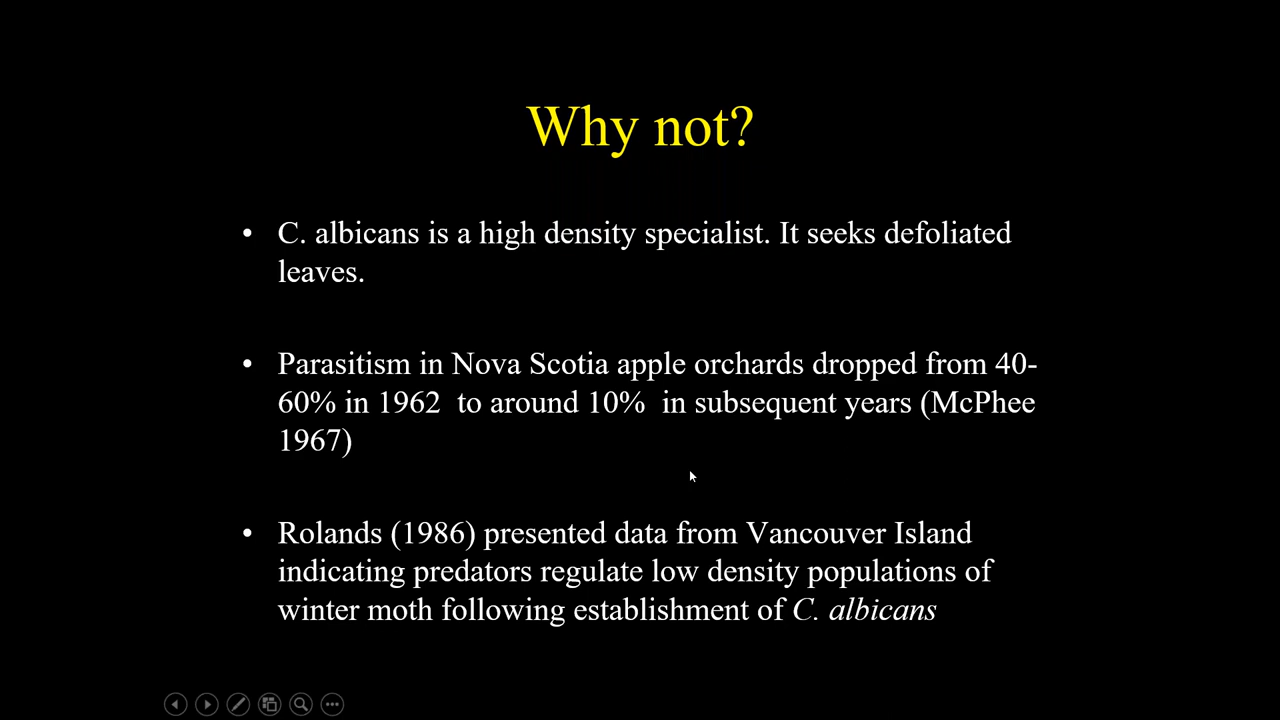 Why not?
• C. albicans is a high density specialist. It seeks defoliated
leaves.
• Parasitism in Nova Scotia apple orchards dropped from 40-
60% in 1962  to around 10%  in subsequent years (McPhee
1967)
• Rolands (1986) presented data from Vancouver Island
indicating predators regulate low density populations of
winter moth following establishment of C. albicans